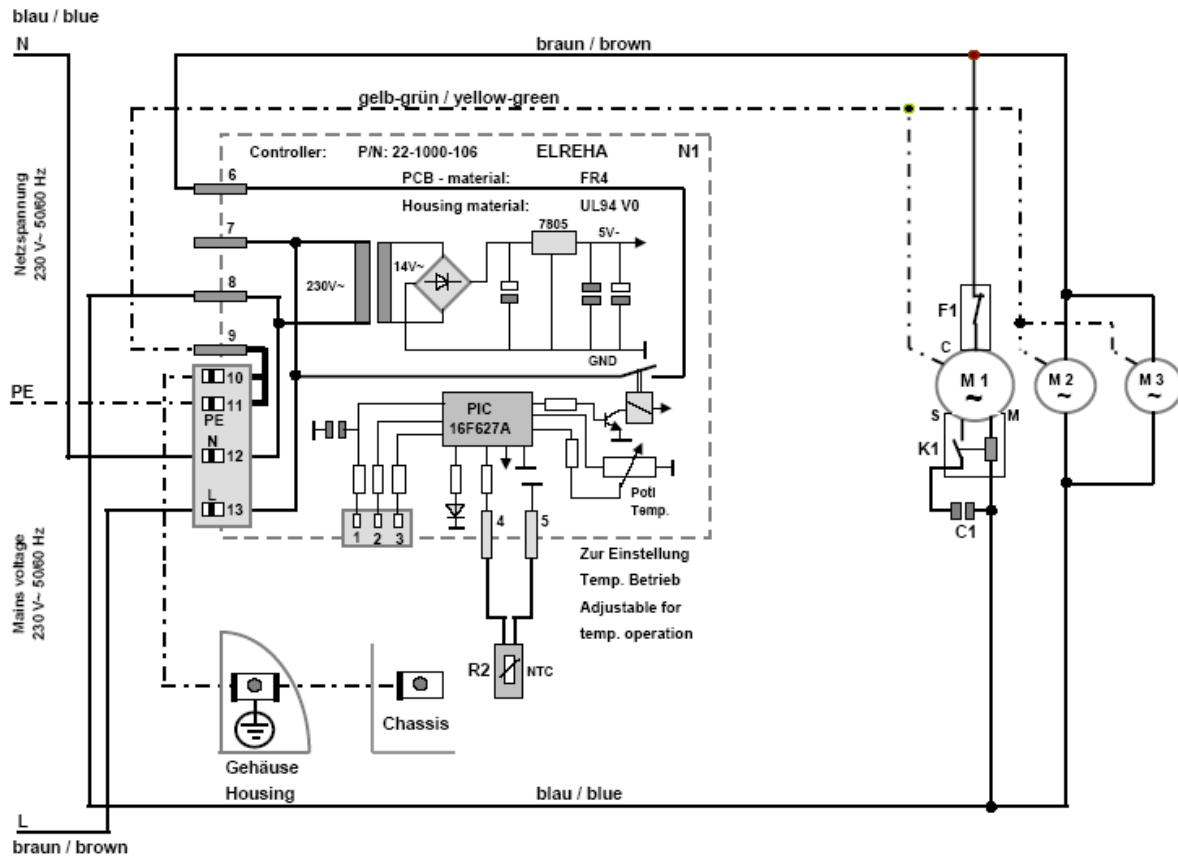 blau / blue
N
braun / brown
gelb-grün / yellow-green
Controller: P/N: 22-1000-106 ELREHA N1
PCB - material: FR4
Housing material: UL94 V0
6
7
8
9
10
11
PE
N
12
L
13
Netzspannung
230 V~ 50/60 Hz
PE
Mains voltage
230 V~ 50/60 Hz
230V~
14V~
7805
5V-
GND
PIC
16F627A
Poti
Temp.
1 2 3
4 5
Zur Einstellung
Temp. Betrieb
Adjustable for
temp. operation
R2 NTC
F1
C
M 1
~
S M
K1
C1
M 2
~
M 3
~
Chassis
Gehäuse
Housing
blau / blue
L
braun / brown